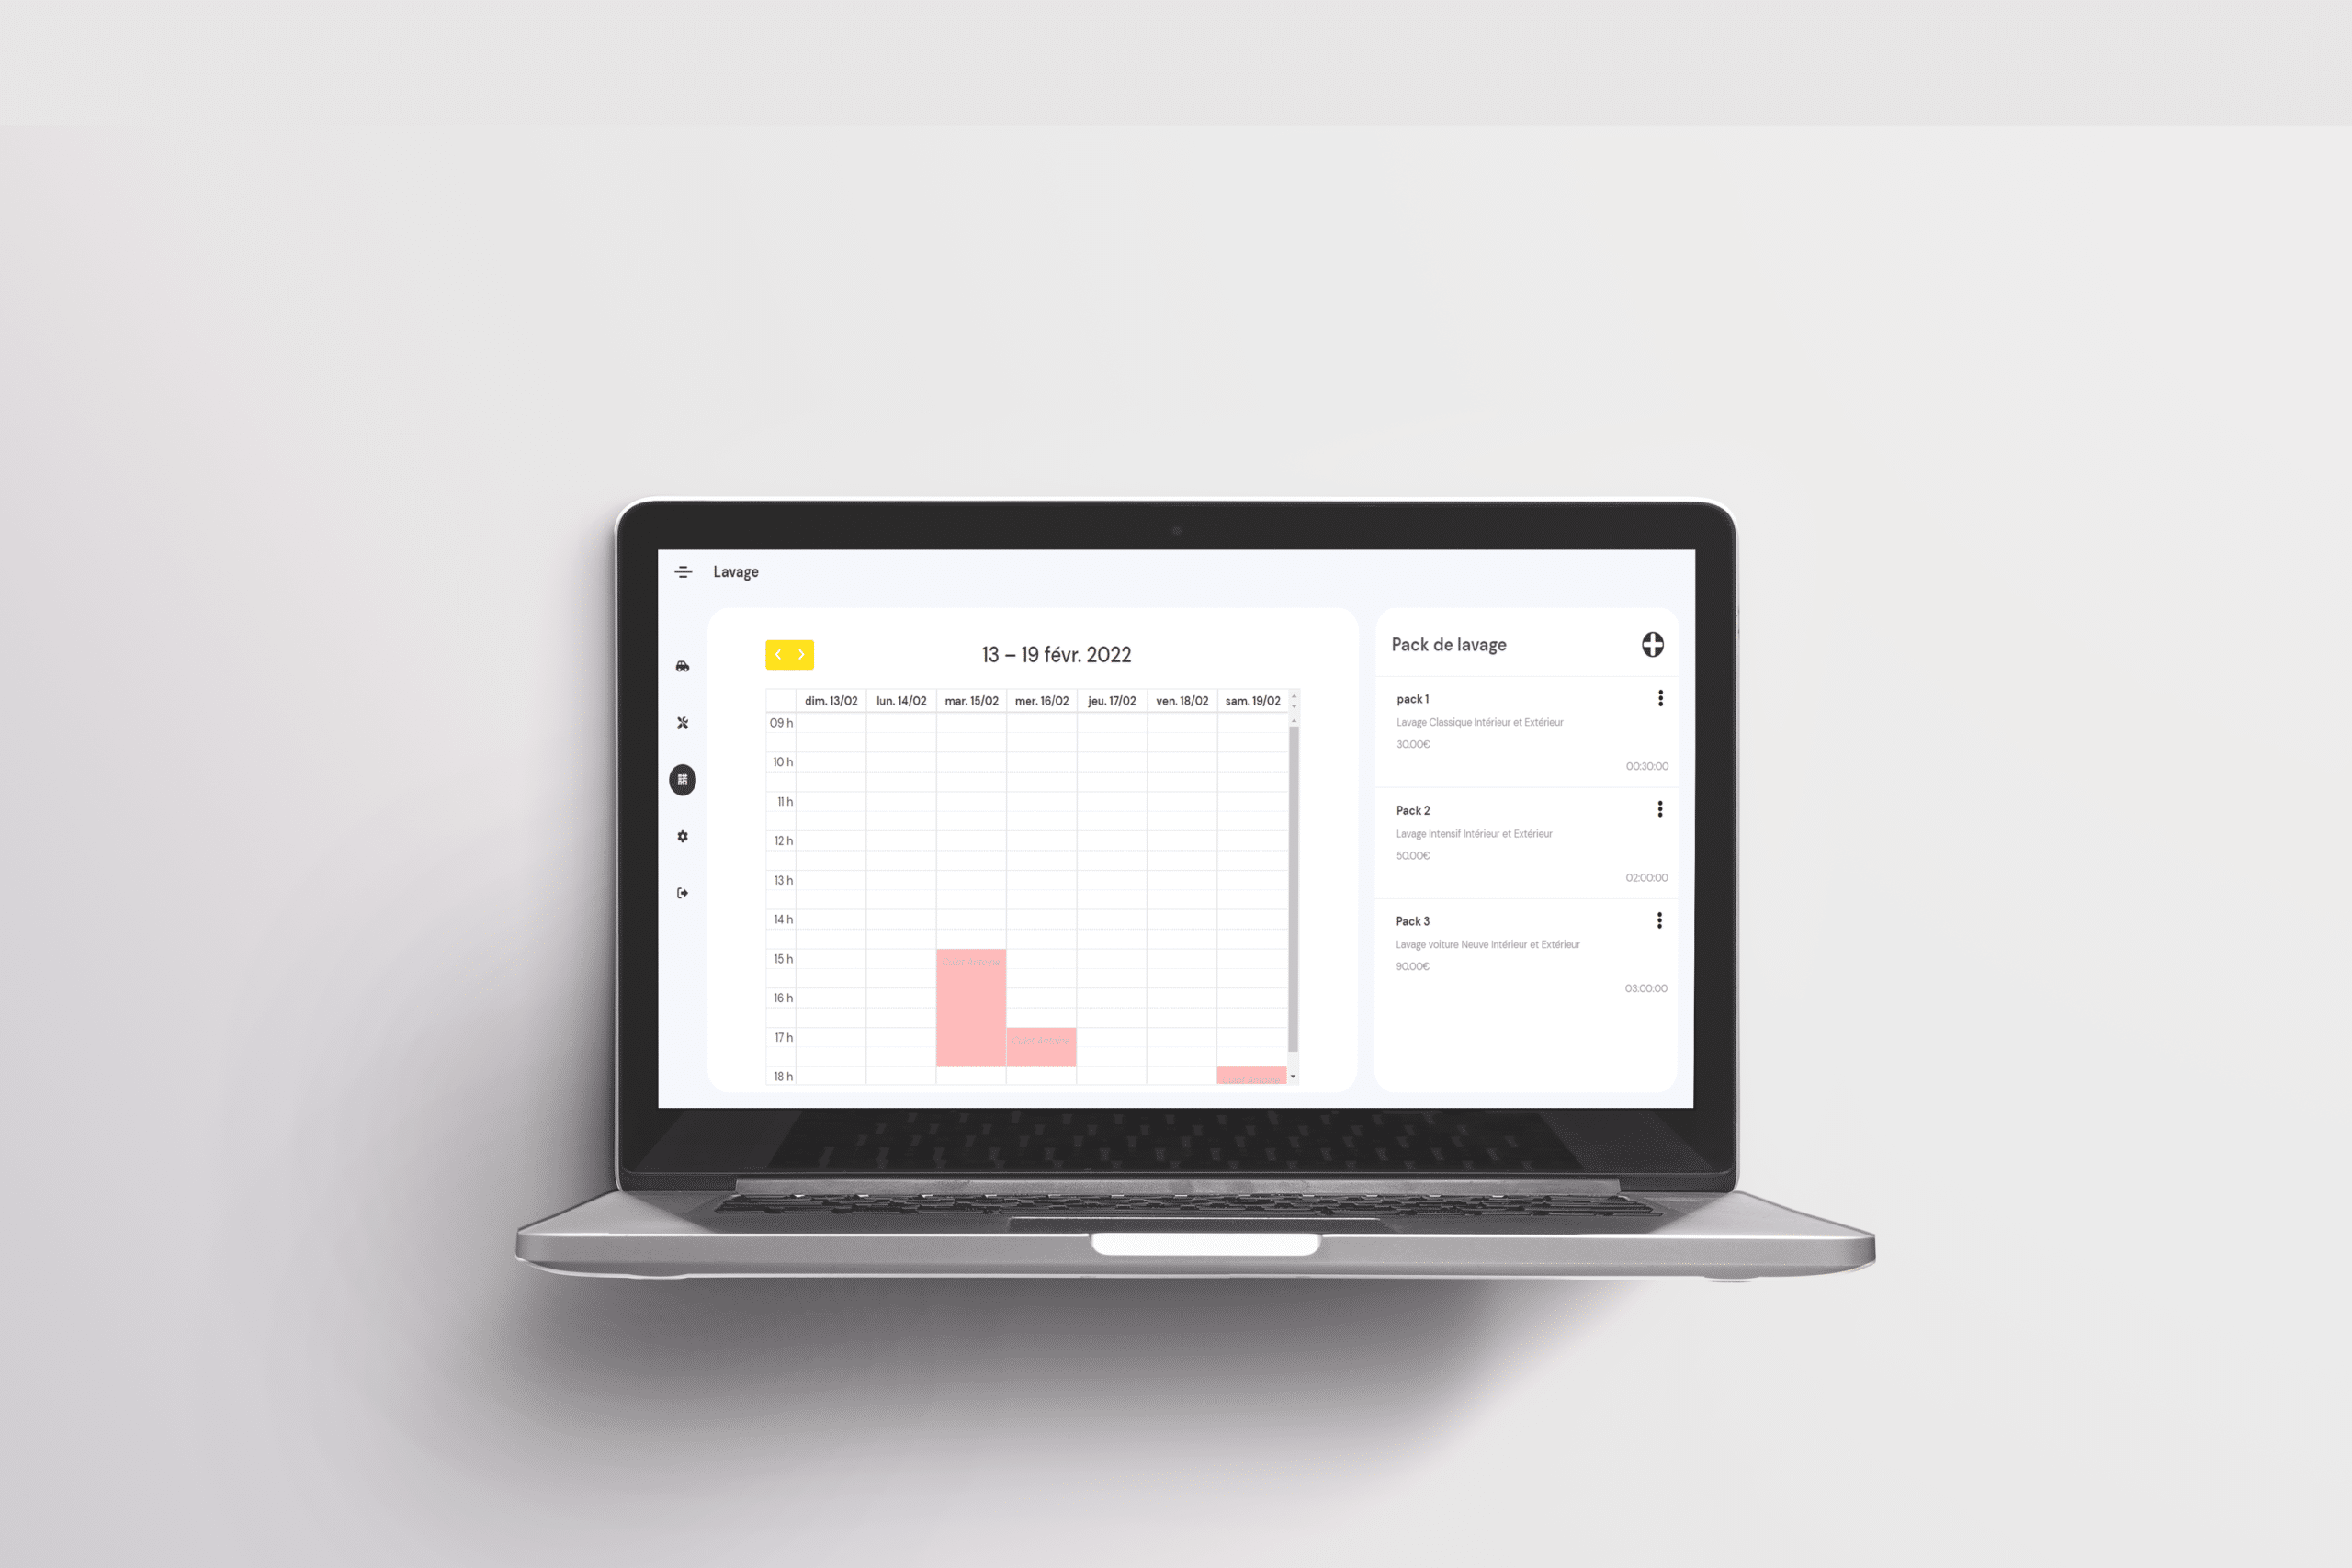 Lavage
13 – 19 févr. 2022
dim. 13/02 lun. 14/02 mar. 15/02 mer. 16/02 jeu. 17/02 ven. 18/02 sam. 19/02
09 h
10 h
11 h
12 h
13 h
14 h
15 h
16 h
17 h
18 h
Pack de lavage
pack 1
Lavage Classique Intérieur et Extérieur
30.00€
00:30:00
Pack 2
Lavage Intensif Intérieur et Extérieur
50.00€
02:00:00
Pack 3
Lavage voiture Neuve Intérieur et Extérieur
90.00€
03:00:00